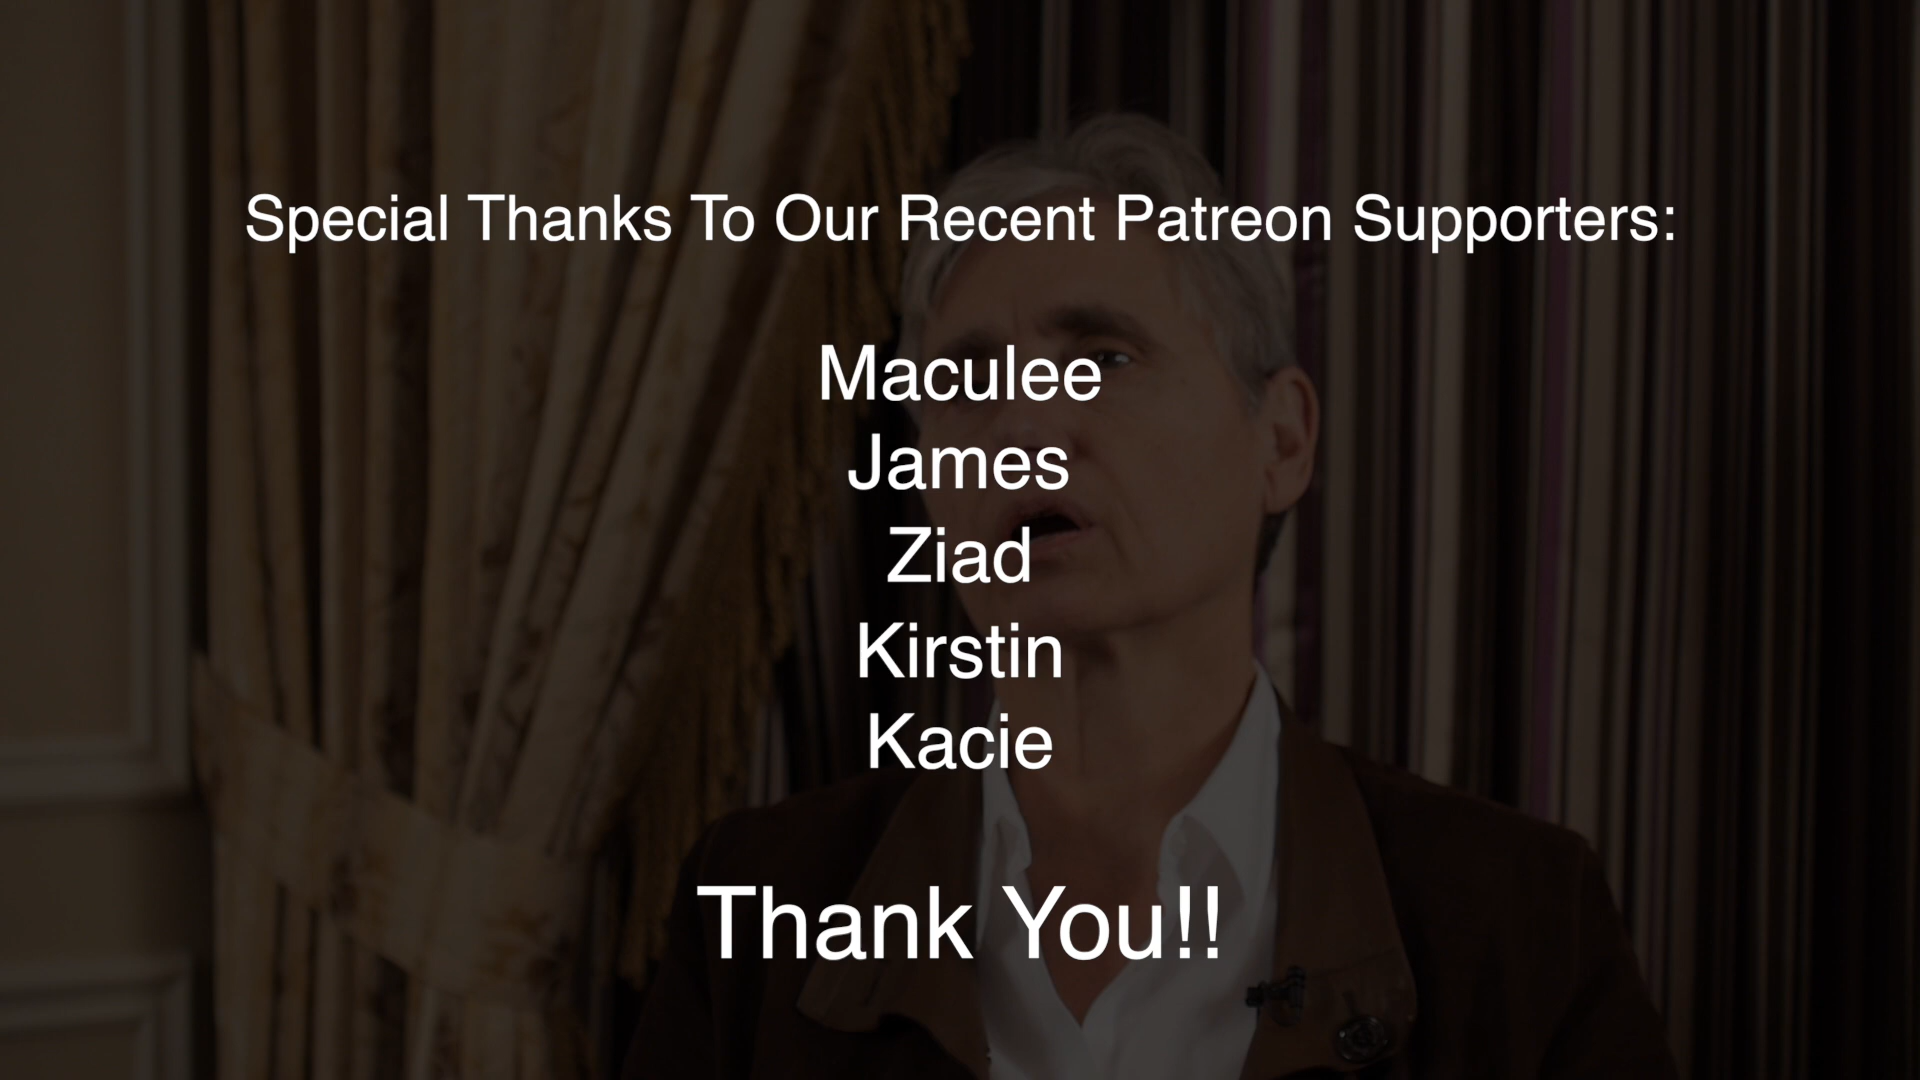 Special Thanks To Our Recent Patreon Supporters:
Maculee
James
Ziad
Kirstin
Kacie
Thank You!!